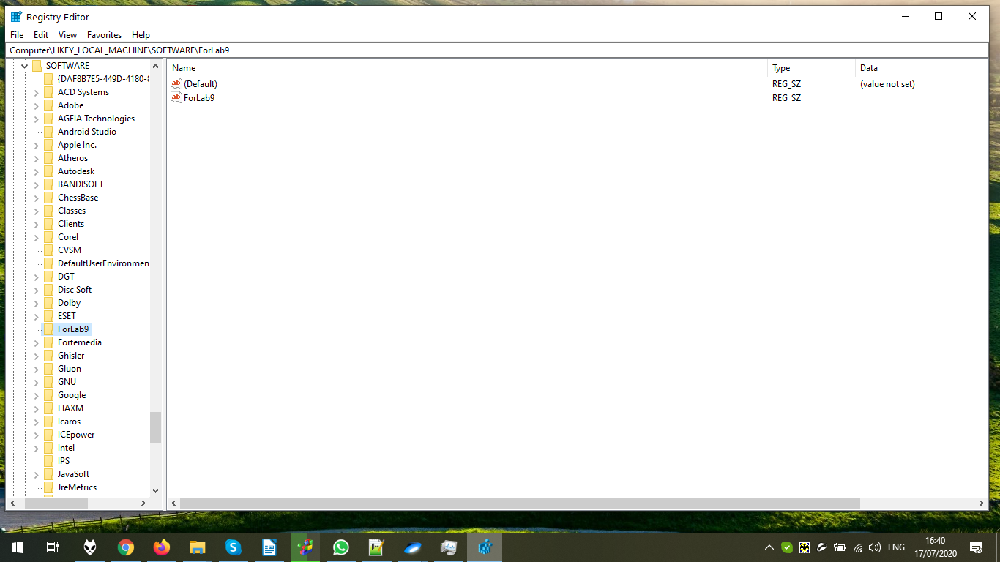 Registry Editor
File Edit View Favorites Help
Computer\HKEY_LOCAL_MACHINE\SOFTWARE\ForLab9
SOFTWARE
{DAF8B7E5-449D-4180-8
ACD Systems
Adobe
AGEIA Technologies
Android Studio
Apple Inc.
Atheros
Autodesk
BANDISOFT
ChessBase
Classes
Clients
Corel
CVSM
DefaultUserEnvironmen
DGT
Disc Soft
Dolby
ESET
ForLab9
Fortemedia
Ghisler
Gluon
GNU
Google
HAXM
Icaros
ICEpower
Intel
IPS
JavaSoft
JreMetrics
Name Type Data
(Default) REG_SZ (value not set)
ForLab9 REG_SZ
ENG
16:40
17/07/2020